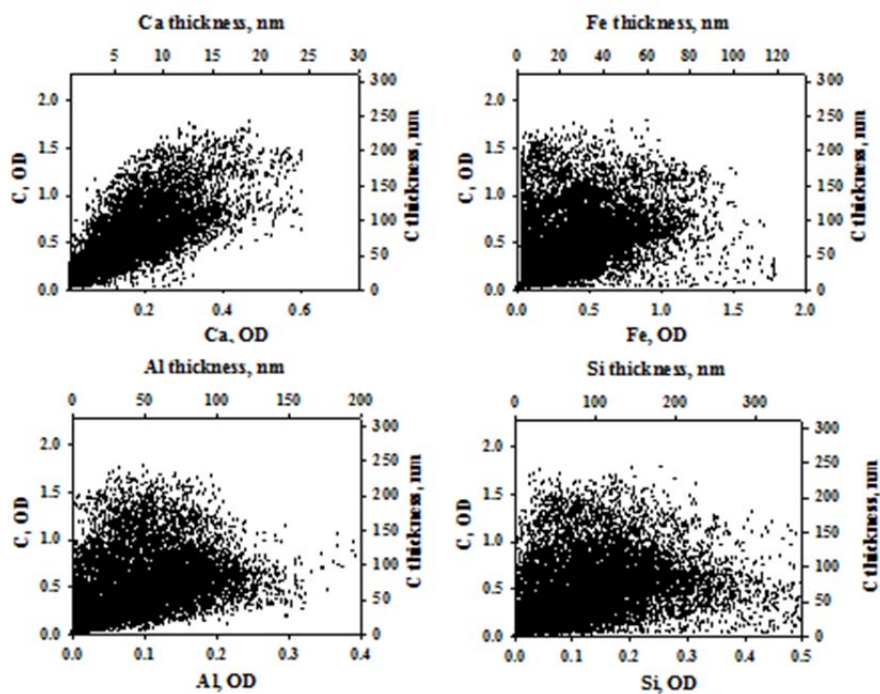 Ca thickness, nm
5 10 15 20 25 30
C, OD
2.0
1.5
1.0
0.5
0.0
300
250
200
150
100
50
0
C thickness, nm
0.2 0.4 0.6
Ca, OD
Fe thickness, nm
0 20 40 60 80 100 120
C, OD
2.0
1.5
1.0
0.5
0.0
300
250
200
150
100
50
0
C thickness, nm
0.0 0.5 1.0 1.5 2.0
Fe, OD
Al thickness, nm
0 50 100 150 200
C, OD
2.0
1.5
1.0
0.5
0.0
300
250
200
150
100
50
0
C thickness, nm
0.0 0.1 0.2 0.3 0.4
Al, OD
Si thickness, nm
0 100 200 300
C, OD
2.0
1.5
1.0
0.5
0.0
300
250
200
150
100
50
0
C thickness, nm
0.0 0.1 0.2 0.3 0.4 0.5
Si, OD